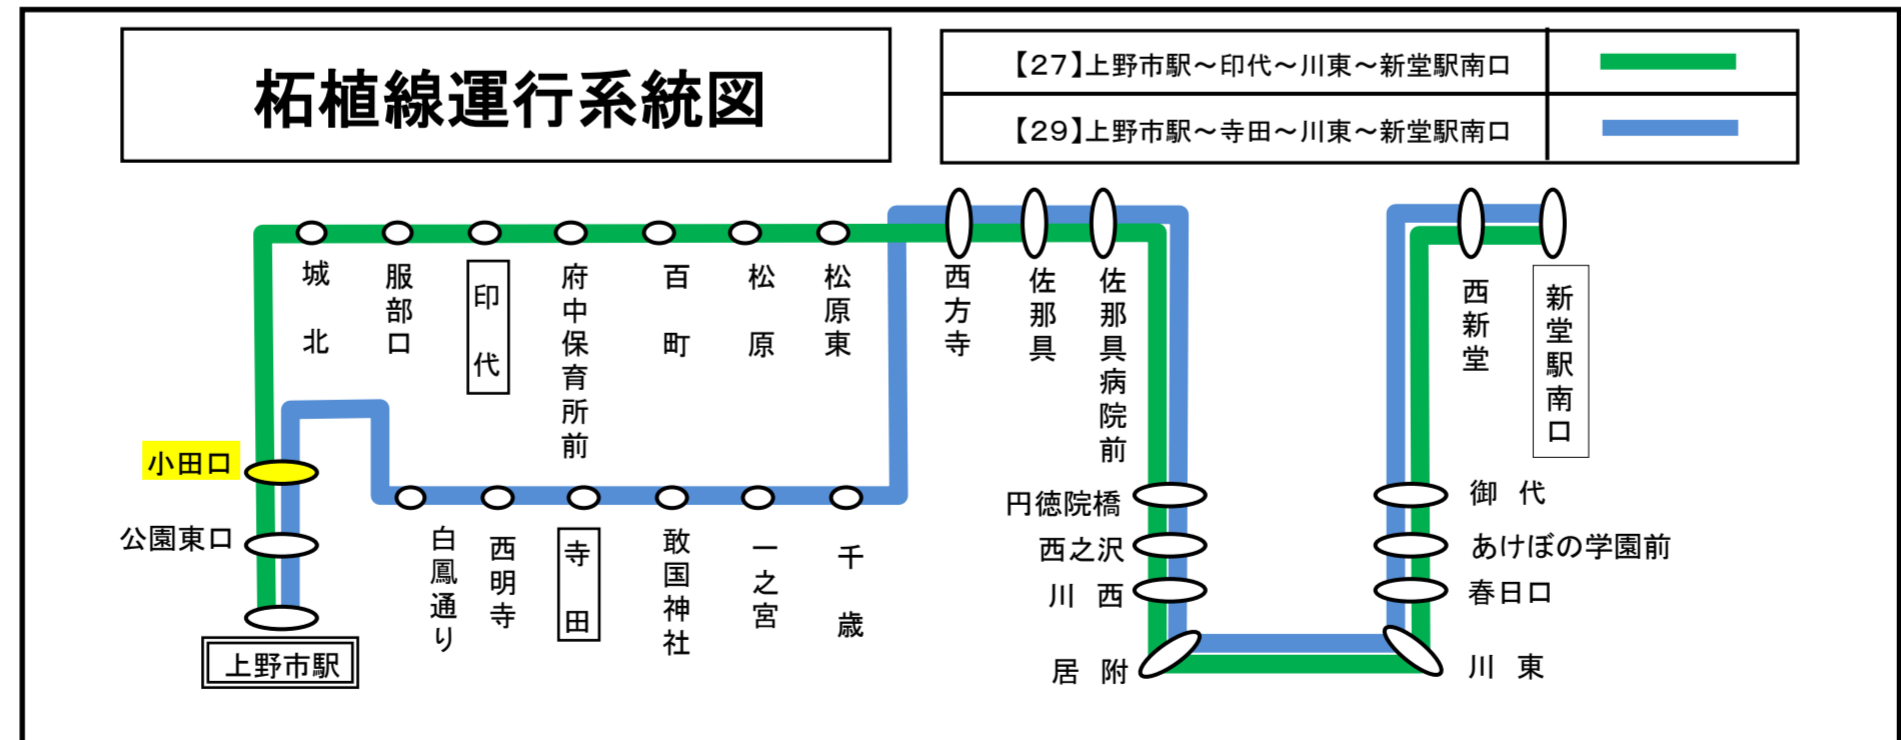 柘植線運行系統図
【27】上野市駅~印代~川東~新堂駅南口
【29】上野市駅~寺田~川東~新堂駅南口
城北
服部口
印代
府中保育所前
百町
松原
松原東
西方寺
佐那具
佐那具病院前
西新堂
新堂駅南口
小田口
公園東口
上野市駅
白鳳通り
西明寺
寺田
敢国神社
一之宮
千歳
円徳院橋
西之沢
川西
居附
御代
あけぼの学園前
春日口
川東